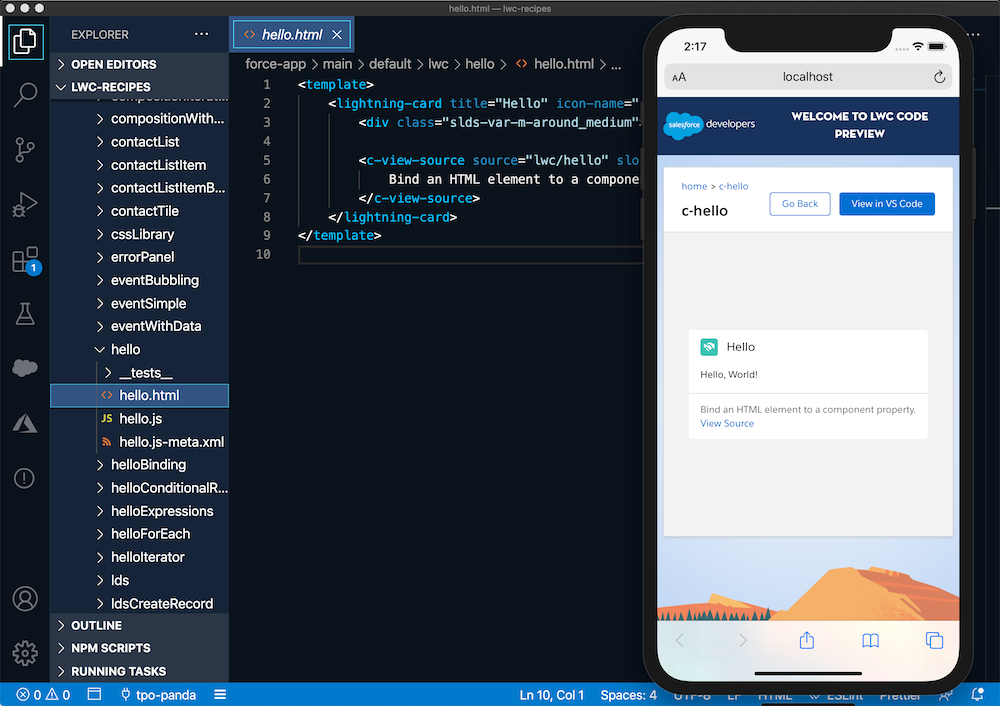 hello.html — lwc-recipes
EXPLORER
OPEN EDITORS
LWC-RECIPES
compositionWith...
contactList
contactListItem
contactListItemB...
contactTile
cssLibrary
errorPanel
eventBubbling
eventSimple
eventWithData
hello
__tests__
hello.html
JS hello.js
hello.js-meta.xml
helloBinding
helloConditionalR...
helloExpressions
helloForEach
helloIterator
lds
ldsCreateRecord
OUTLINE
NPM SCRIPTS
RUNNING TASKS
1
hello.html
force-app > main > default > lwc > hello > hello.html > ...
1 <template>
2 <lightning-card title="Hello" icon-name="
3 <div class="slds-var-m-around_medium"
4
5 <c-view-source source="lwc/hello" slo
6 Bind an HTML element to a compone
7 </c-view-source>
8 </lightning-card>
9 </template>
10
2:17
AA localhost
salesforce developers
WELCOME TO LWC CODE
PREVIEW
home > c-hello
c-hello
Go Back
View in VS Code
Hello
Hello, World!
Bind an HTML element to a component property.
View Source
0 0 tpo-panda
Ln 10, Col 1 Spaces: 4 UTF-8 LF HTML ESLint Prettier